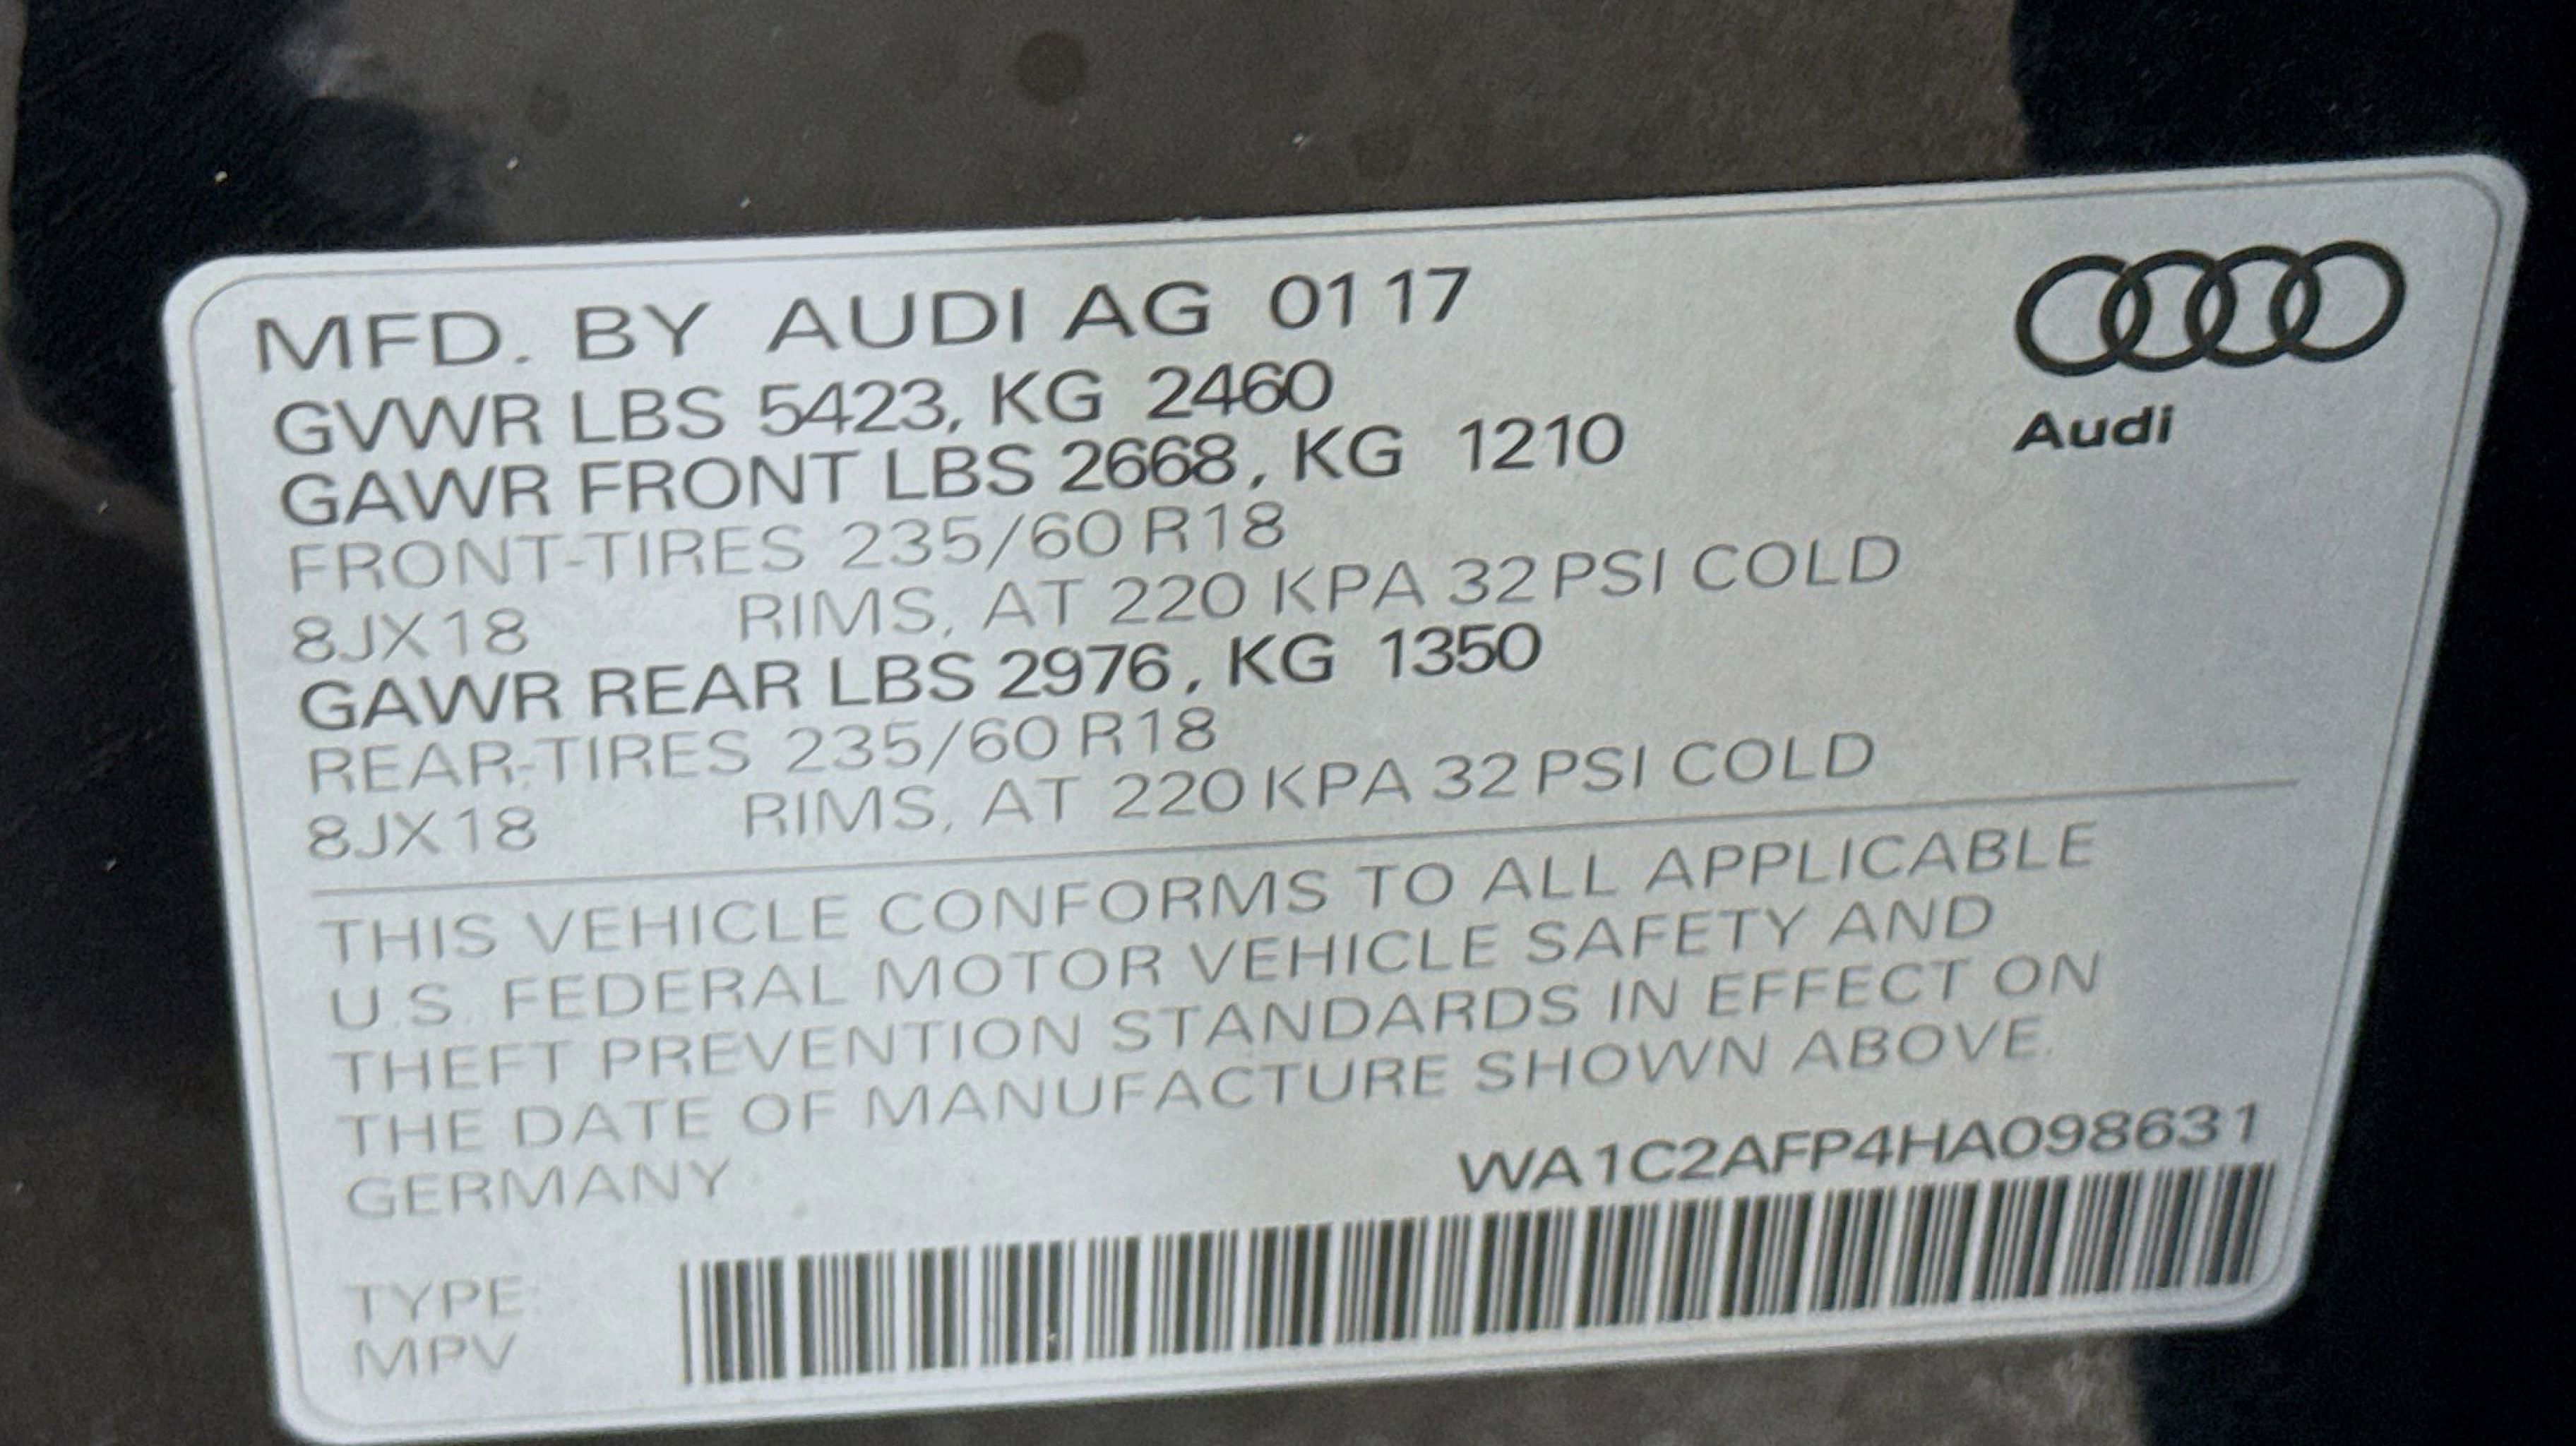 MFD. BY AUDI AG 01 17
GVWR LBS 5423, KG 2460
GAWR FRONT LBS 2668, KG 1210
FRONT-TIRES 235/60 R18
8JX18 RIMS, AT 220 KPA 32 PSI COLD
GAWR REAR LBS 2976, KG 1350
REAR-TIRES 235/60 R18
8JX18 RIMS, AT 220 KPA 32 PSI COLD
Audi
THIS VEHICLE CONFORMS TO ALL APPLICABLE
U.S. FEDERAL MOTOR VEHICLE SAFETY AND
THEFT PREVENTION STANDARDS IN EFFECT ON
THE DATE OF MANUFACTURE SHOWN ABOVE.
GERMANY
WA1C2AFP4HA098631
TYPE:
MPV